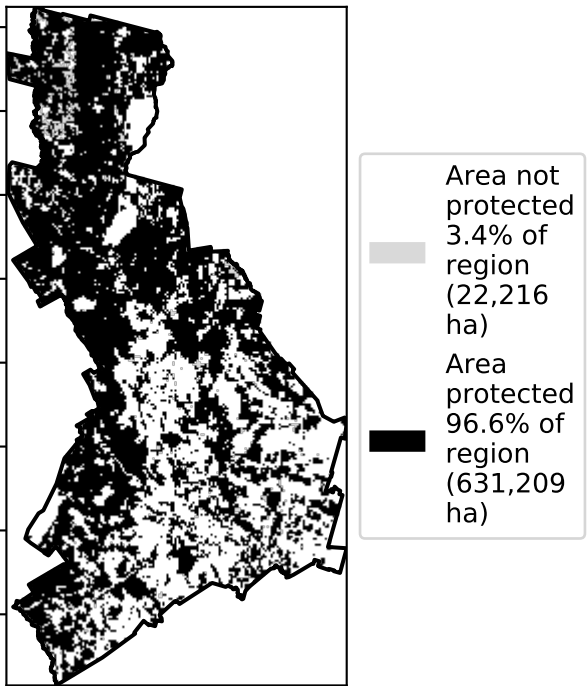 Area not
protected
3.4% of
region
(22,216
ha)
Area
protected
96.6% of
region
(631,209
ha)